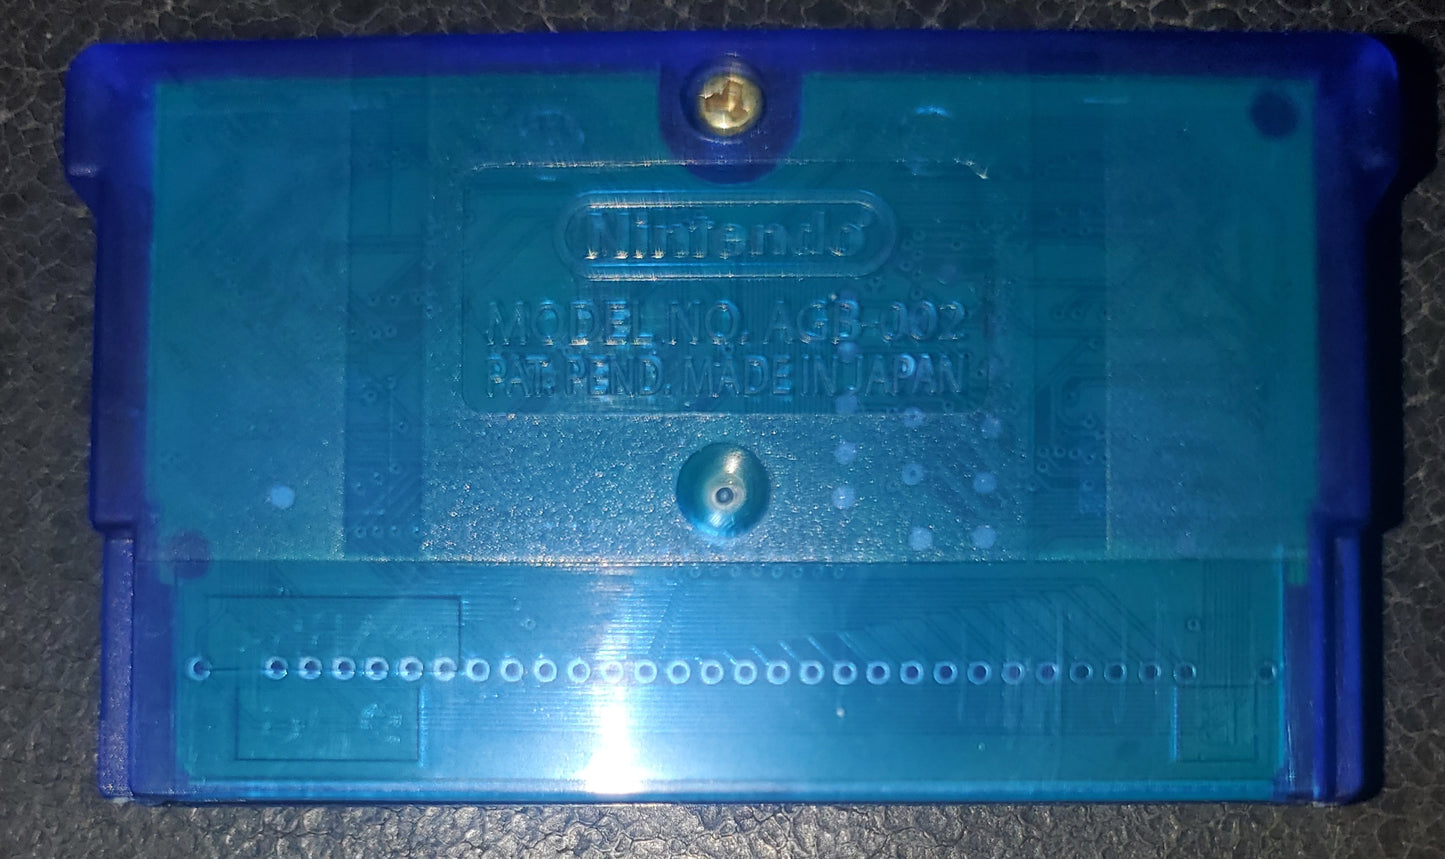 Nintendo®
MODEL NO. AGB-002
PAT. PEND. MADE IN JAPAN